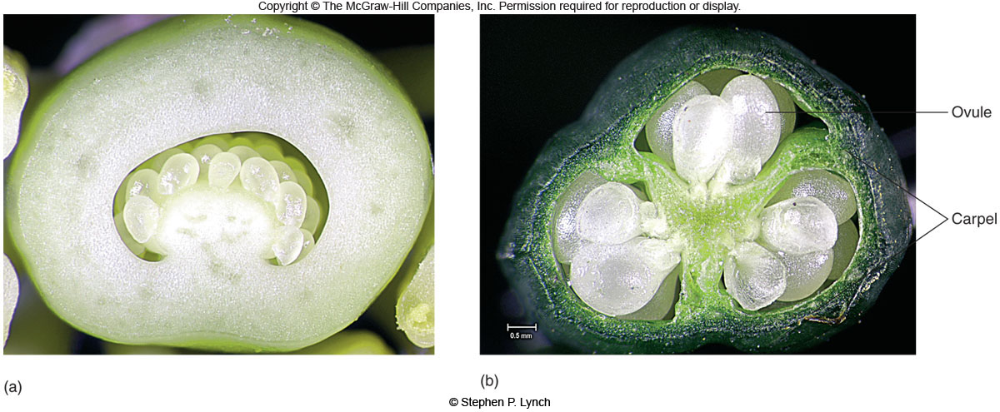 Copyright © The McGraw-Hill Companies, Inc. Permission required for reproduction or display.
Ovule
Carpel
0.5 mm
(a)
(b)
© Stephen P. Lynch